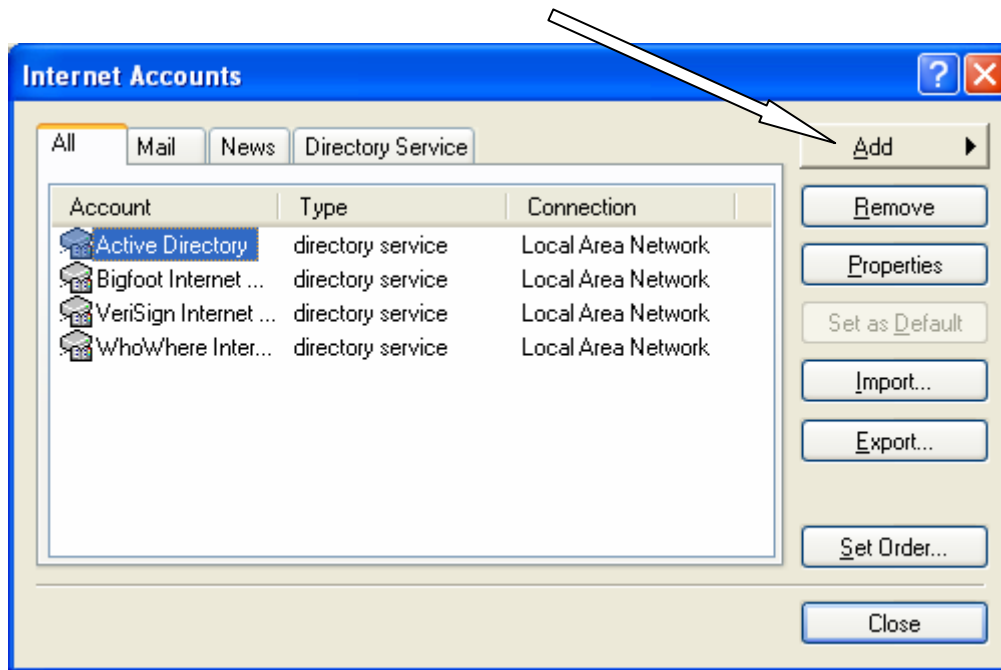 Internet Accounts
All Mail News Directory Service
Add
Account Type Connection
Remove
Active Directory directory service Local Area Network
Properties
Bigfoot Internet ... directory service Local Area Network
VeriSign Internet ... directory service Local Area Network
Set as Default
WhoWhere Inter... directory service Local Area Network
Import...
Export...
Set Order...
Close